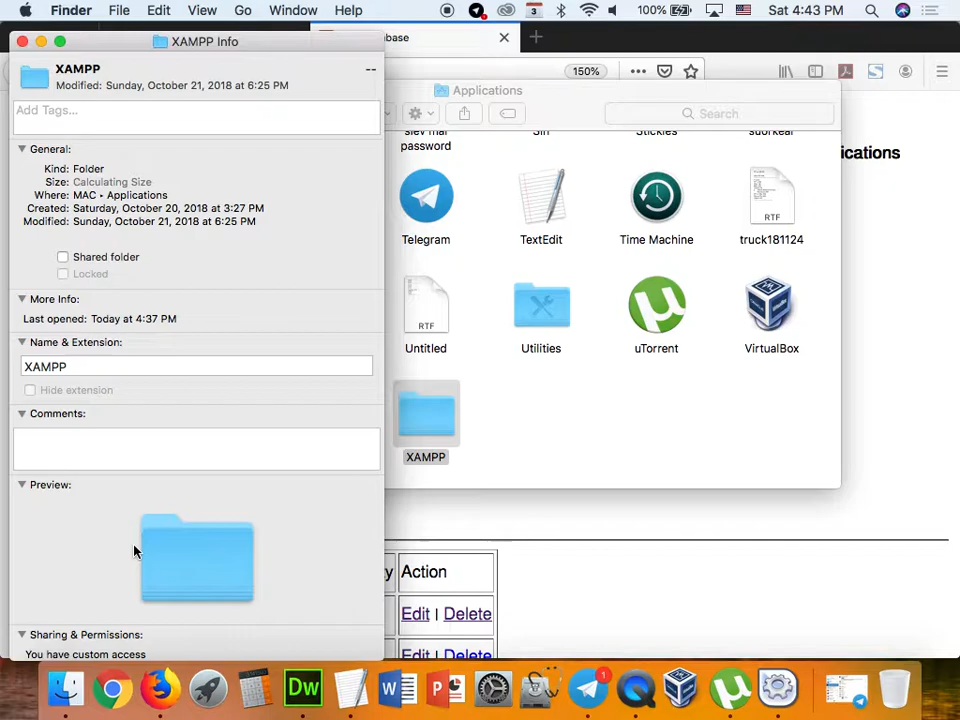 Finder File Edit View Go Window Help 3 100% Sat 4:43 PM
XAMPP Info
base
150%
Applications
XAMPP --
Modified: Sunday, October 21, 2018 at 6:25 PM
Add Tags...
Search
password
Siri Stickies
ications
General:
Kind: Folder
Size: Calculating Size
Where: MAC ▸ Applications
Created: Saturday, October 20, 2018 at 3:27 PM
Modified: Sunday, October 21, 2018 at 6:25 PM
Shared folder
Locked
RTF
Telegram TextEdit Time Machine truck181124
More Info:
Last opened: Today at 4:37 PM
Name & Extension:
XAMPP
Hide extension
Comments:
RTF
Untitled Utilities uTorrent VirtualBox
XAMPP
Preview:
y Action
Edit | Delete
Edit | Delete
Sharing & Permissions:
You have custom access
Dw
1